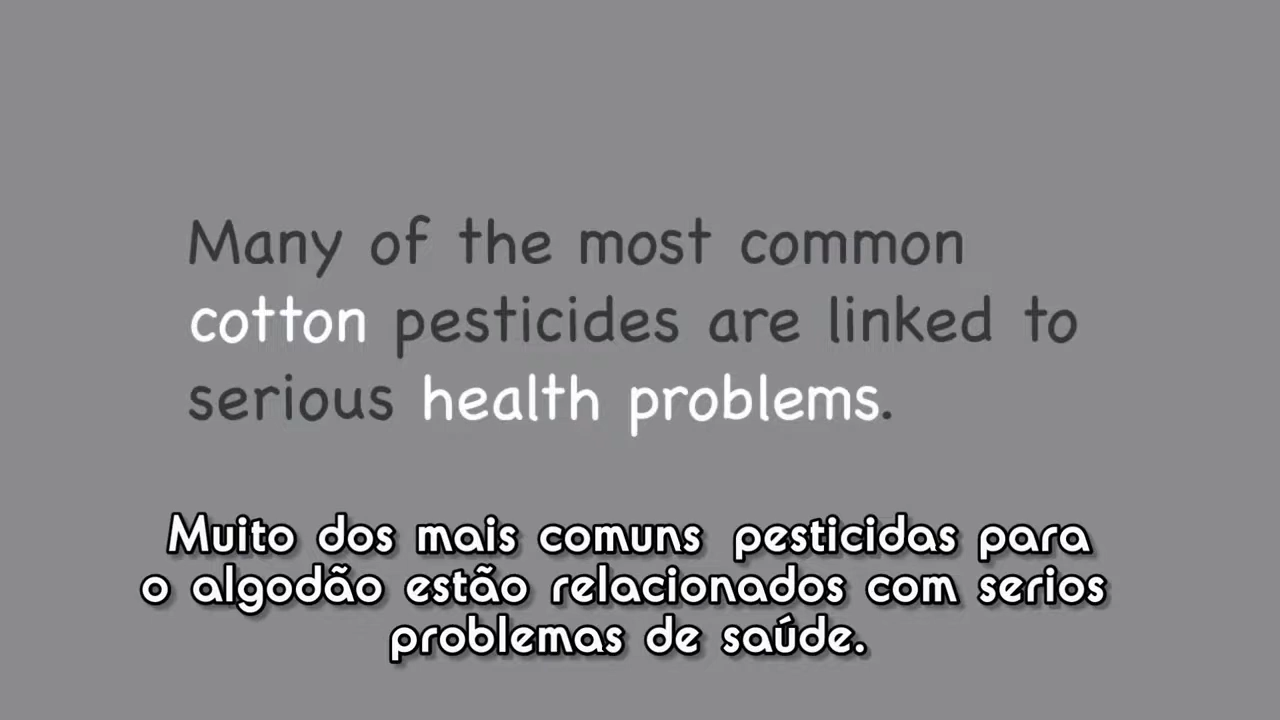 Many of the most common
cotton pesticides are linked to
serious health problems.
Muito dos mais comuns pesticidas para
o algodão estão relacionados com serios
problemas de saúde.